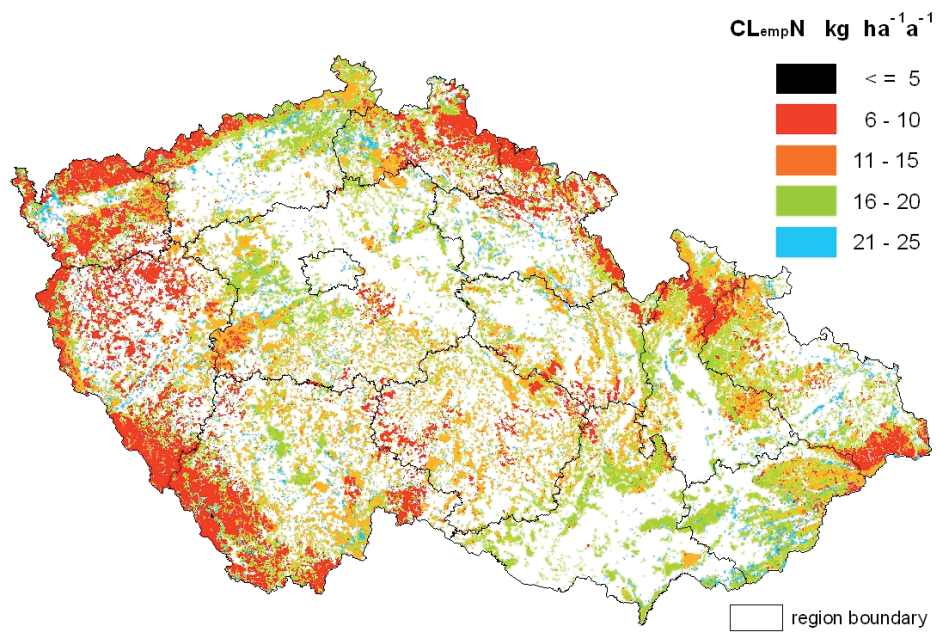 CLempN kg ha-1a-1
< = 5
6 - 10
11 - 15
16 - 20
21 - 25
region boundary